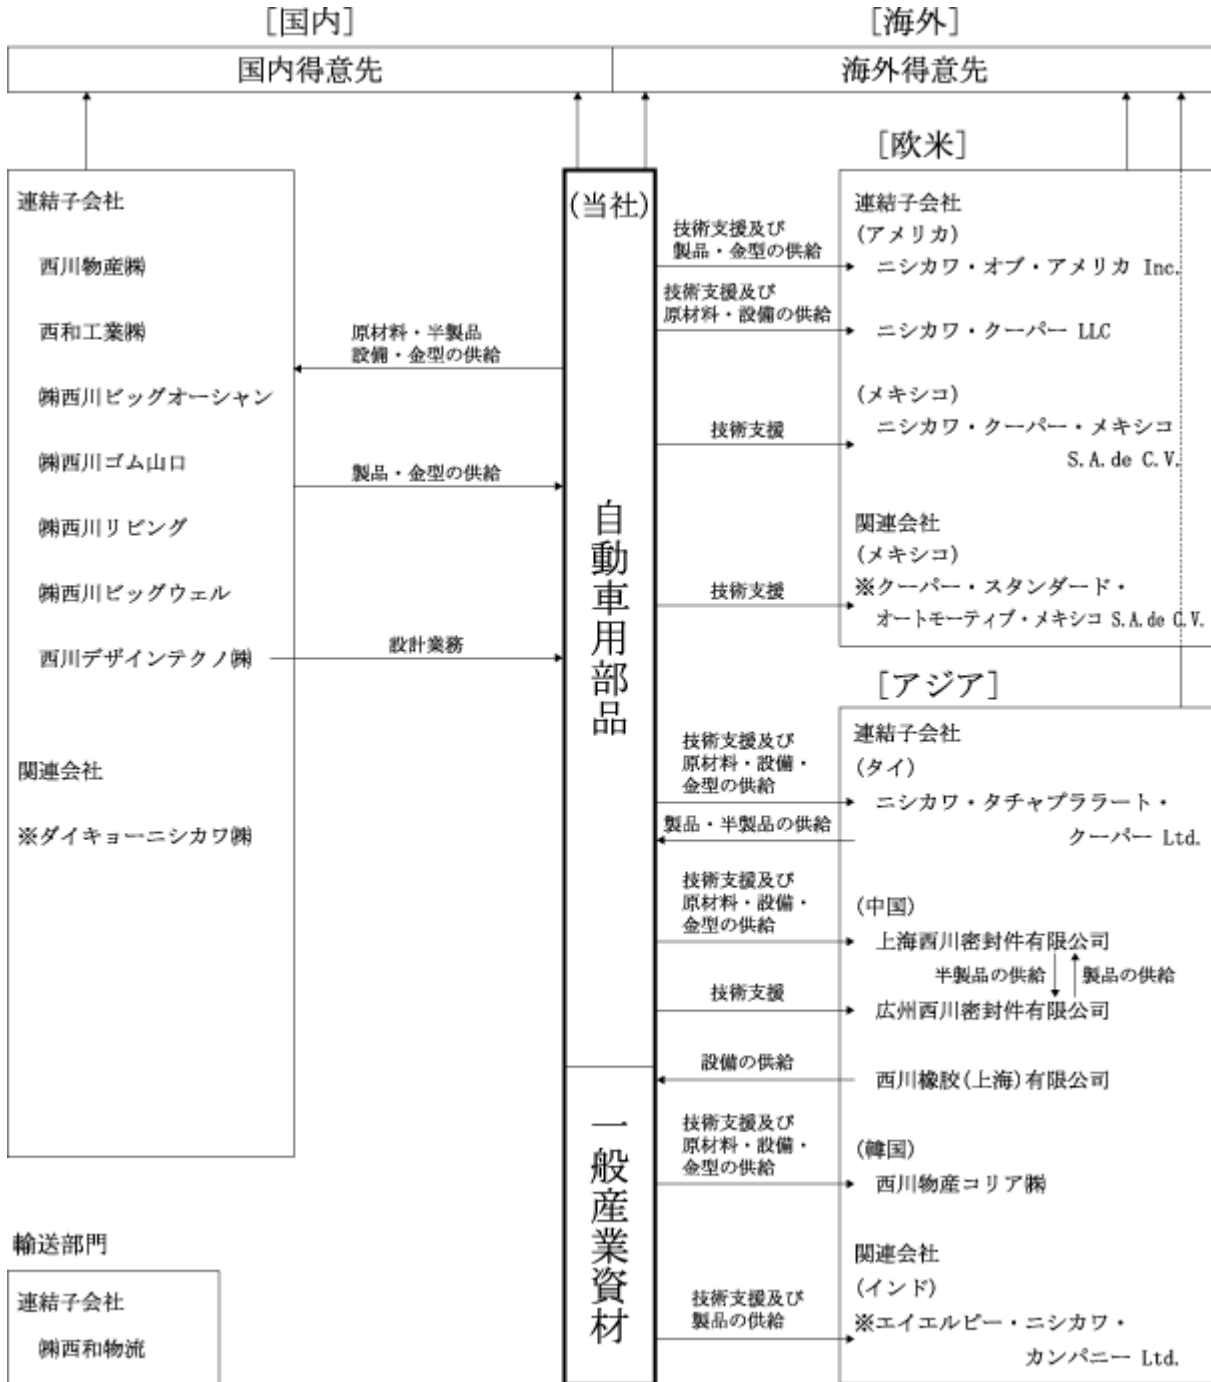 [国内]
[海外]
国内得意先
海外得意先
連結子会社
西川物産㈱
西和工業㈱
㈱西川ビッグオーシャン
㈱西川ゴム山口
㈱西川リビング
㈱西川ビッグウェル
西川デザインテクノ㈱
関連会社
※ダイキョーニシカワ㈱
輸送部門
連結子会社
㈱西和物流
原材料・半製品
設備・金型の供給
製品・金型の供給
設計業務
(当社)
自動車用部品
一般産業資材
技術支援及び
製品・金型の供給
技術支援及び
原材料・設備の供給
技術支援
技術支援
技術支援及び
原材料・設備・
金型の供給
製品・半製品の供給
技術支援及び
原材料・設備・
金型の供給
技術支援
設備の供給
技術支援及び
原材料・設備・
金型の供給
技術支援及び
製品の供給
[欧米]
連結子会社
(アメリカ)
ニシカワ・オブ・アメリカ Inc.
ニシカワ・クーパー LLC
(メキシコ)
ニシカワ・クーパー・メキシコ
S.A.de C.V.
関連会社
(メキシコ)
※クーパー・スタンダード・
オートモーティブ・メキシコ S.A.de C.V.
[アジア]
連結子会社
(タイ)
ニシカワ・タチャプララート・
クーパー Ltd.
(中国)
上海西川密封件有限公司
半製品の供給
製品の供給
広州西川密封件有限公司
西川橡胶(上海)有限公司
(韓国)
西川物産コリア㈱
関連会社
(インド)
※エイエルピー・ニシカワ・
カンパニー Ltd.